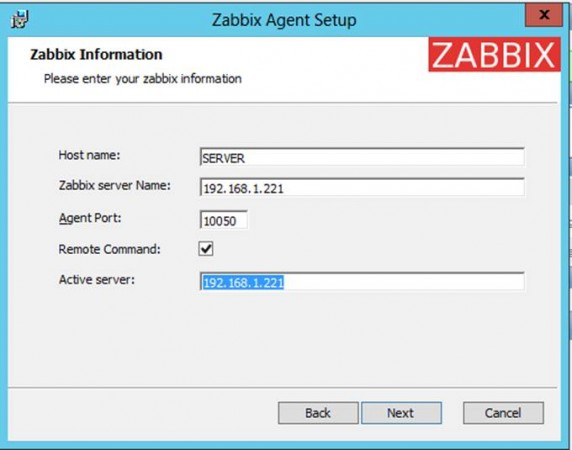 Zabbix Agent Setup
x
Zabbix Information
ZABBIX
Please enter your zabbix information
Host name:
SERVER
Zabbix server Name:
192.168.1.221
Agent Port:
10050
Remote Command:
Active server:
192.168.1.221
Back
Next
Cancel